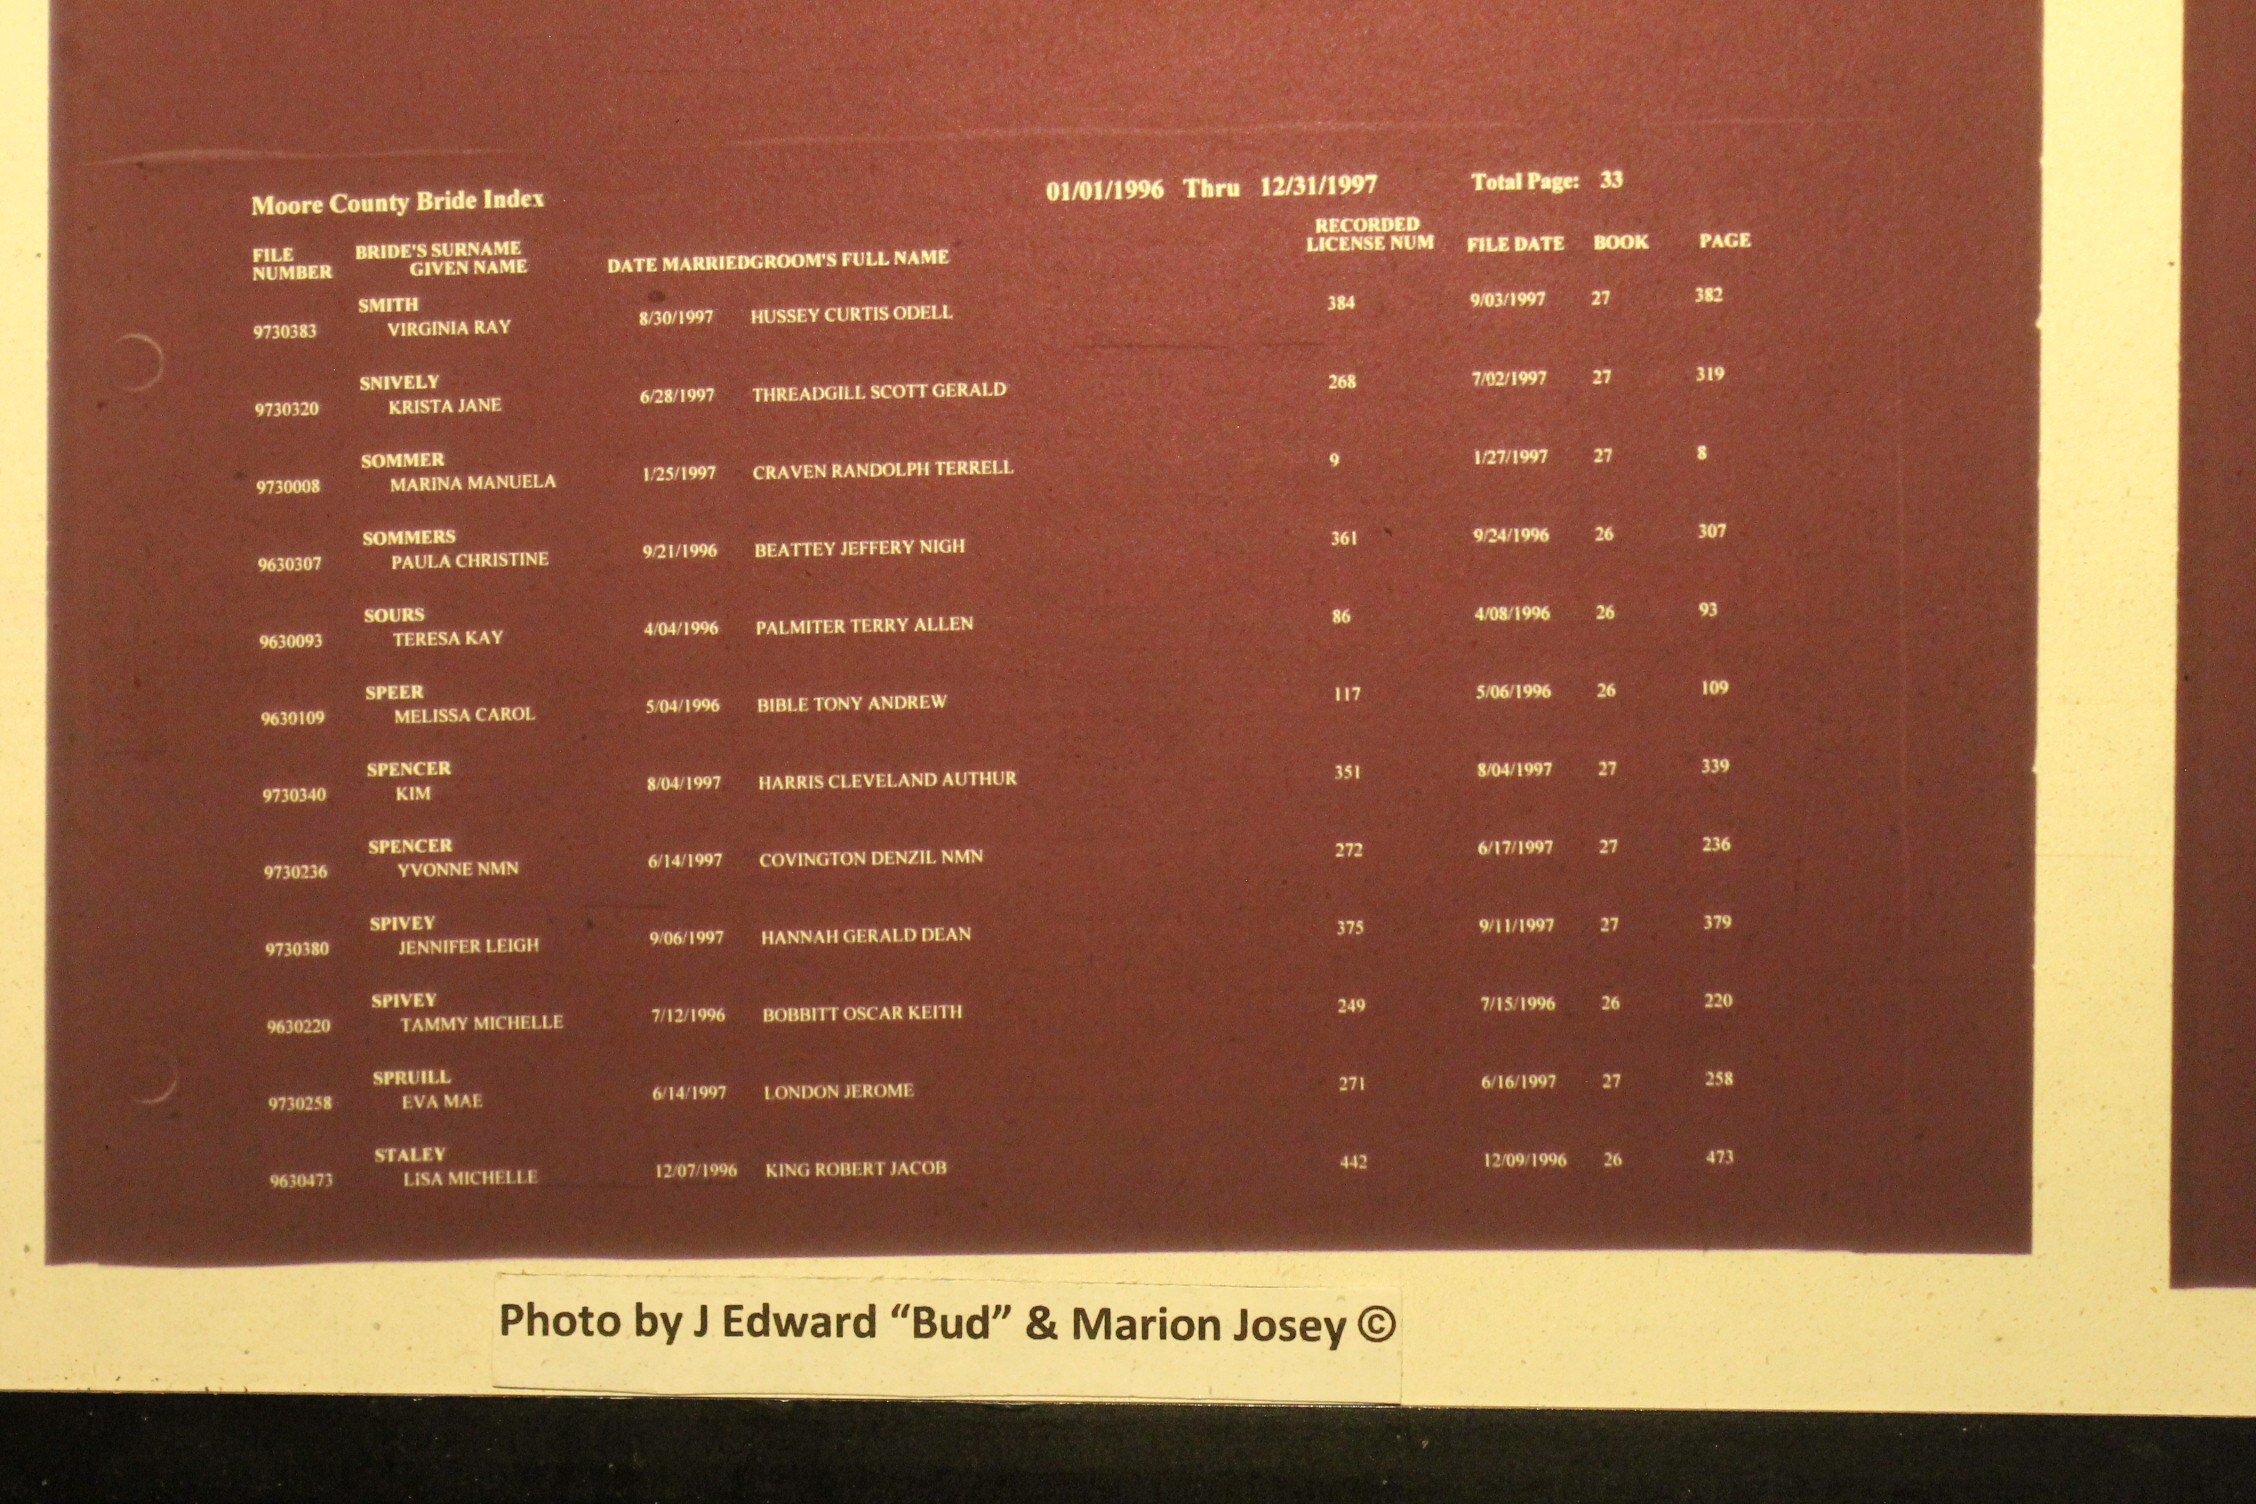 Moore County Bride Index 01/01/1996 Thru 12/31/1997 Total Page: 33
FILE NUMBER BRIDE'S SURNAME GIVEN NAME DATE MARRIEDGROOM'S FULL NAME RECORDED LICENSE NUM FILE DATE BOOK PAGE
SMITH
9730383 VIRGINIA RAY 8/30/1997 HUSSEY CURTIS ODELL 384 9/03/1997 27 382
SNIVELY
9730320 KRISTA JANE 6/28/1997 THREADGILL SCOTT GERALD 268 7/02/1997 27 319
SOMMER
9730008 MARINA MANUELA 1/25/1997 CRAVEN RANDOLPH TERRELL 9 1/27/1997 27 8
SOMMERS
9630307 PAULA CHRISTINE 9/21/1996 BEATTEY JEFFERY NIGH 361 9/24/1996 26 307
SOURS
9630093 TERESA KAY 4/04/1996 PALMITER TERRY ALLEN 86 4/08/1996 26 93
SPEER
9630109 MELISSA CAROL 5/04/1996 BIBLE TONY ANDREW 117 5/06/1996 26 109
SPENCER
9730340 KIM 8/04/1997 HARRIS CLEVELAND AUTHUR 351 8/04/1997 27 339
SPENCER
9730236 YVONNE NMN 6/14/1997 COVINGTON DENZIL NMN 272 6/17/1997 27 236
SPIVEY
9730380 JENNIFER LEIGH 9/06/1997 HANNAH GERALD DEAN 375 9/11/1997 27 379
SPIVEY
9630220 TAMMY MICHELLE 7/12/1996 BOBBITT OSCAR KEITH 249 7/15/1996 26 220
SPRUILL
9730258 EVA MAE 6/14/1997 LONDON JEROME 271 6/16/1997 27 258
STALEY
9630473 LISA MICHELLE 12/07/1996 KING ROBERT JACOB 442 12/09/1996 26 473
Photo by J Edward “Bud” & Marion Josey ©